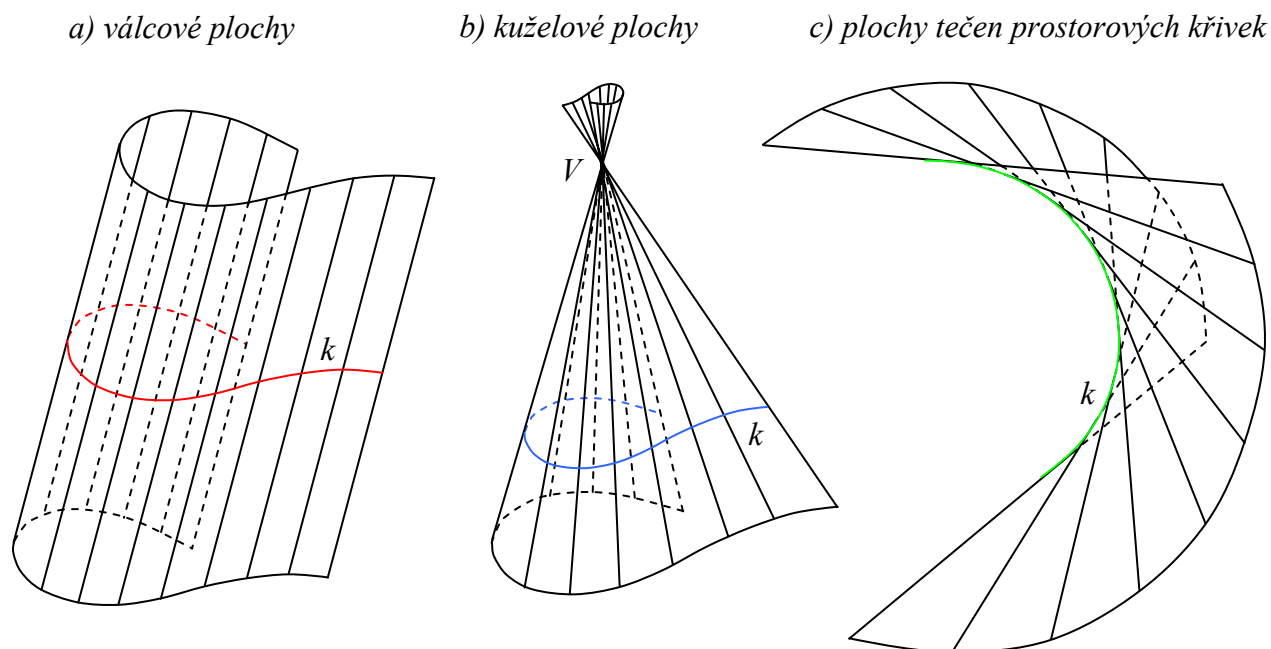 a) válcové plochy
b) kuželové plochy
c) plochy tečen prostorových křivek
V
k
k
k